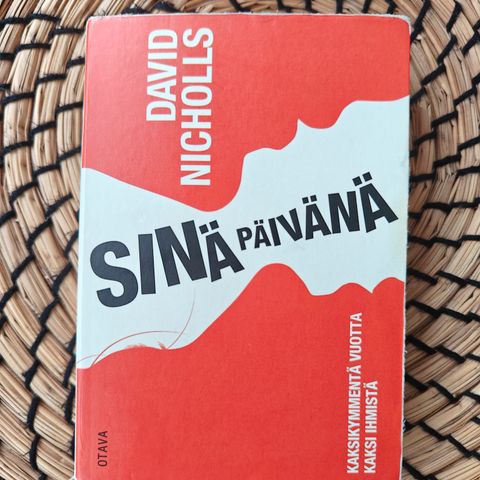 DAVID
NICHOLLS
SINÄ PÄIVÄNÄ
KAKSIKYMMENTÄ VUOTTA
KAKSI IHMISTÄ
OTAVA